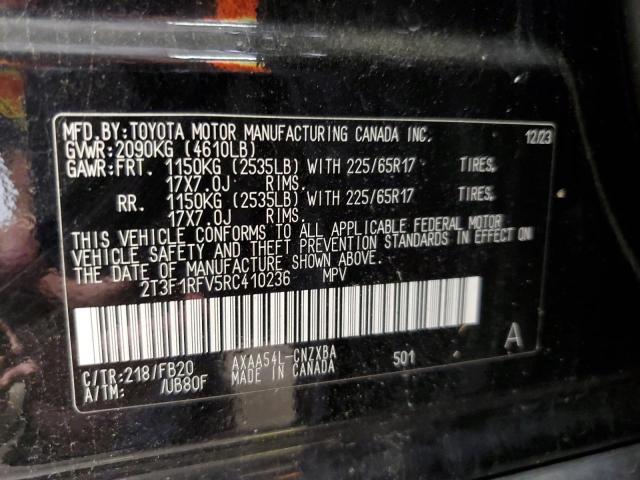 MFD.BY:TOYOTA MOTOR MANUFACTURING CANADA INC. 12/23
GVWR:2090KG (4610LB)
GAWR:FRT. 1150KG (2535LB) WITH 225/65R17 TIRES,
17X7.0J RIMS.
RR. 1150KG (2535LB) WITH 225/65R17 TIRES,
17X7.0J RIMS.
THIS VEHICLE CONFORMS TO ALL APPLICABLE FEDERAL MOTOR
VEHICLE SAFETY AND THEFT PREVENTION STANDARDS IN EFFECT ON
THE DATE OF MANUFACTURE SHOWN ABOVE.
2T3F1RFV5RC410236 MPV
A
C/TR:218/FB20 AXAA54L-CNZXBA 501
A/TM: /UB80F MADE IN CANADA